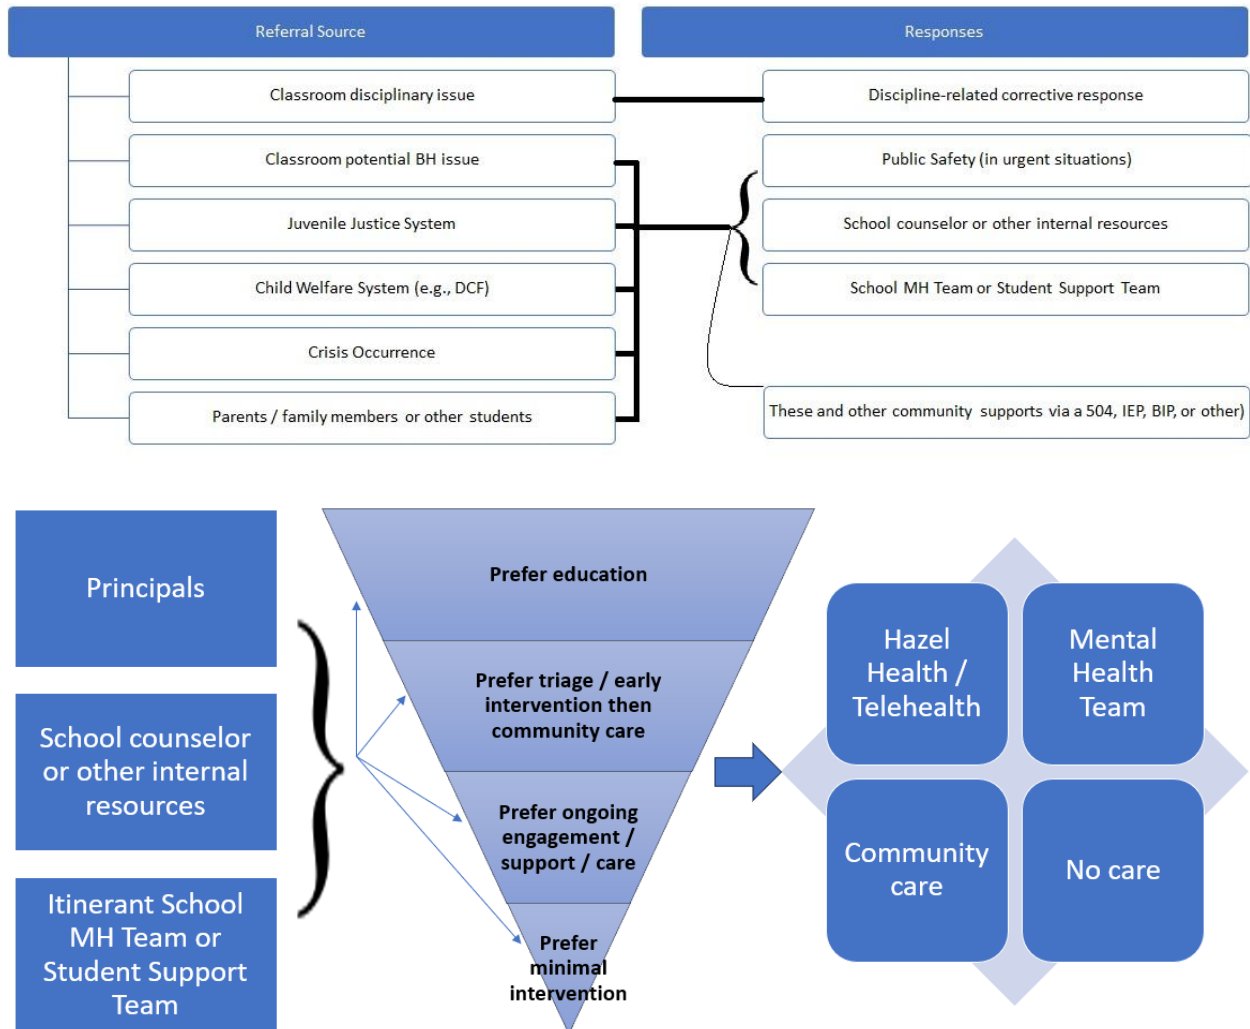 Referral Source
Responses
Classroom disciplinary issue
Discipline-related corrective response
Classroom potential BH issue
Public Safety (in urgent situations)
Juvenile Justice System
School counselor or other internal resources
Child Welfare System (e.g., DCF)
School MH Team or Student Support Team
Crisis Occurrence
Parents / family members or other students
These and other community supports via a 504, IEP, BIP, or other)
Principals
School counselor
or other internal
resources
Itinerant School
MH Team or
Student Support
Team
Prefer education
Prefer triage / early
intervention then
community care
Prefer ongoing
engagement /
support / care
Prefer
minimal
intervention
Hazel
Health /
Telehealth
Mental
Health
Team
Community
care
No care